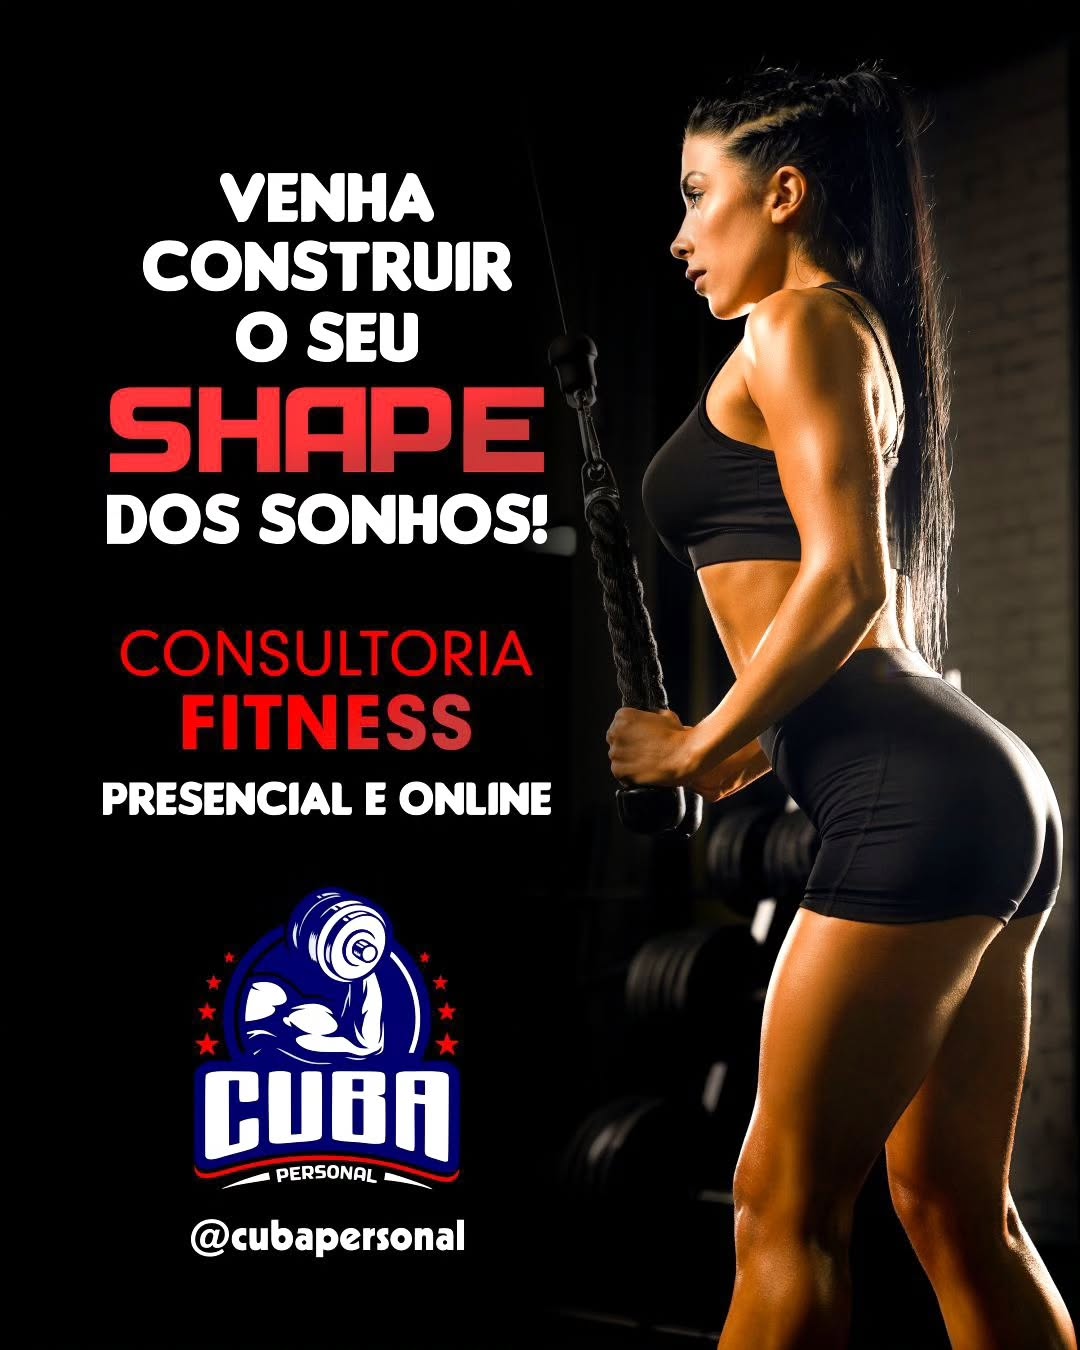 VENHA
CONSTRUIR
O SEU
SHAPE
DOS SONHOS!
CONSULTORIA
FITNESS
PRESENCIAL E ONLINE
CUBA
PERSONAL
@cubapersonal